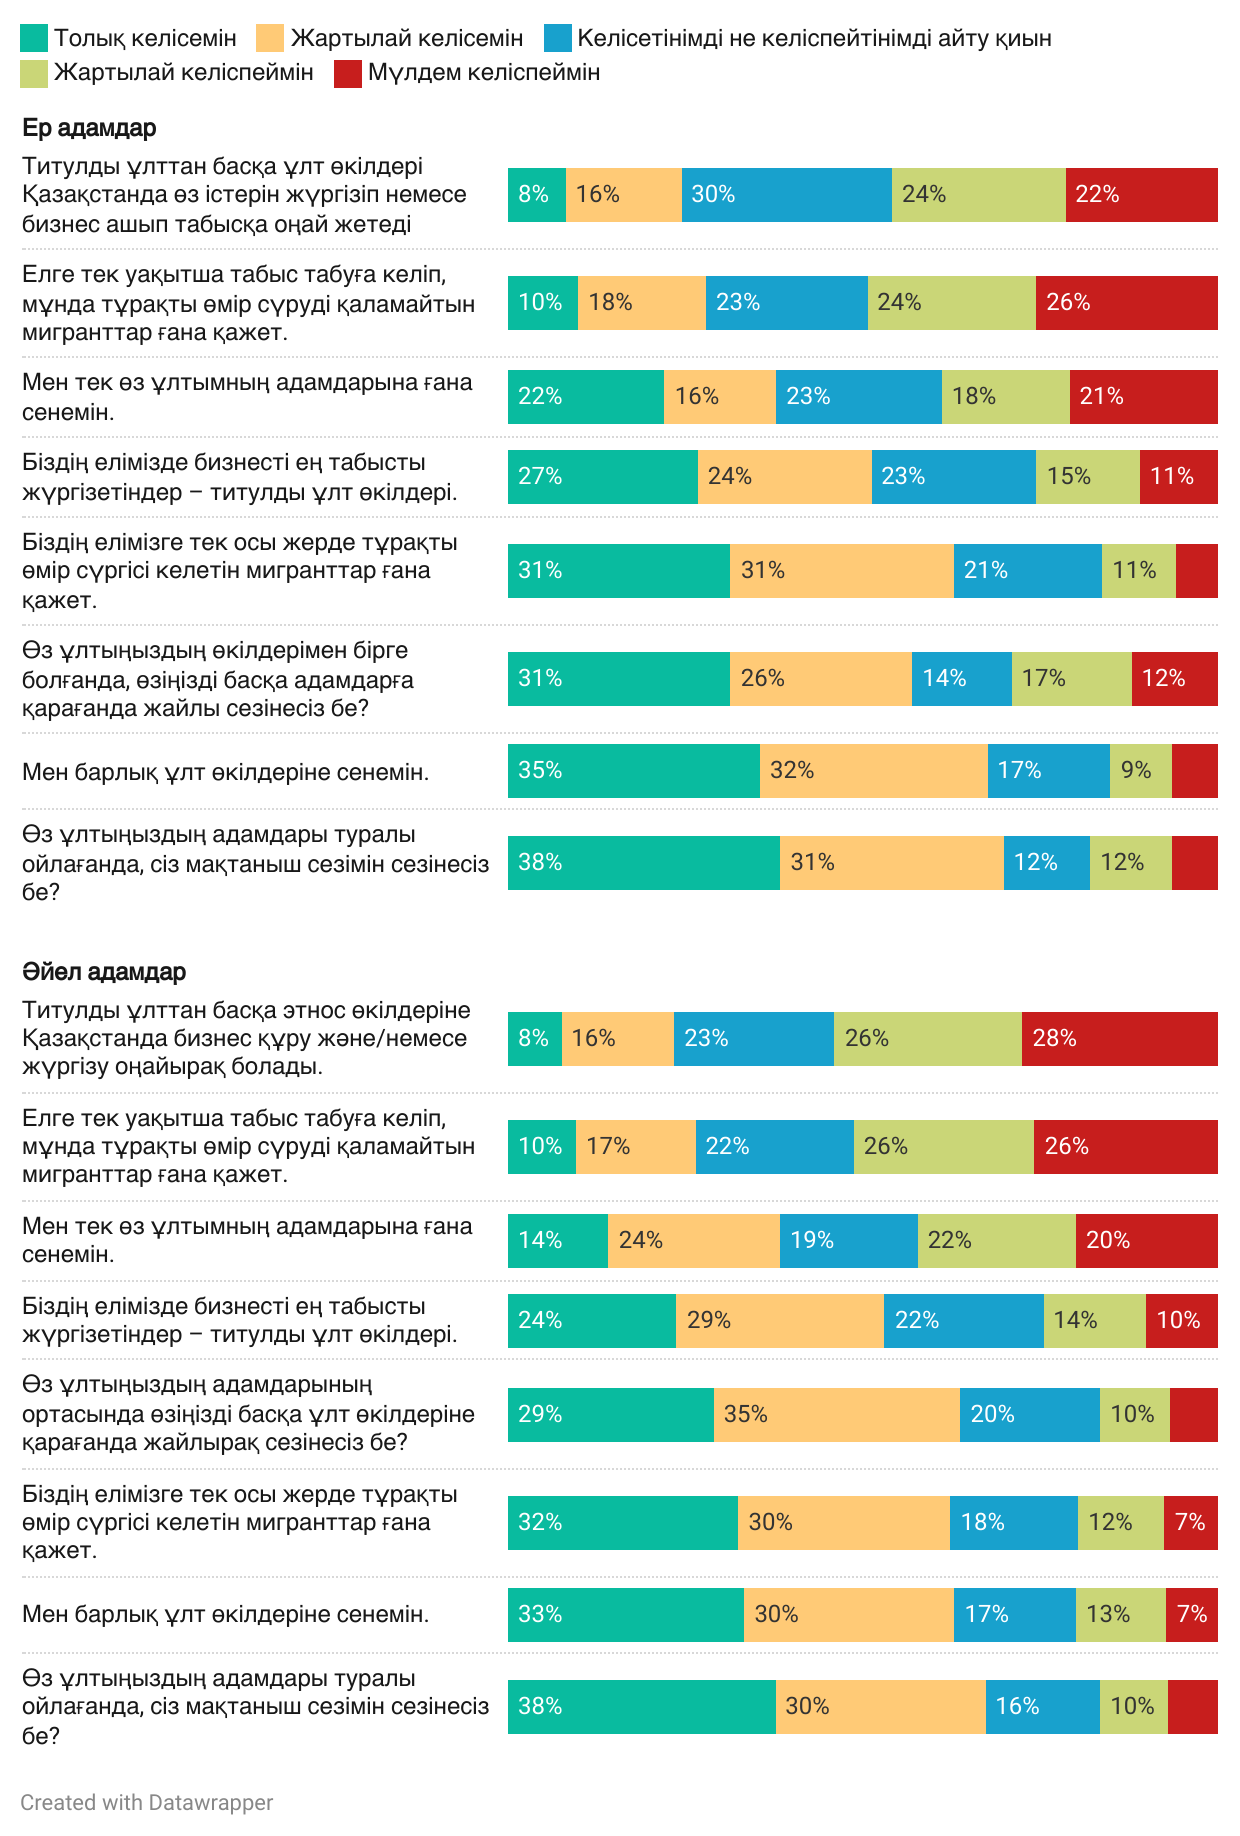 Толық келісемін Жартылай келісемін Келісетінімді не келіспейтінімді айту қиын
Жартылай келіспеймін Мүлдем келіспеймін
Ер адамдар
Титулды ұлттан басқа ұлт өкілдері
Қазақстанда өз істерін жүргізіп немесе
бизнес ашып табысқа оңай жетеді
8% 16% 30% 24% 22%
Елге тек уақытша табыс табуға келіп,
мұнда тұрақты өмір сүруді қаламайтын
мигранттар ғана қажет.
10% 18% 23% 24% 26%
Мен тек өз ұлтымның адамдарына ғана
сенемін.
22% 16% 23% 18% 21%
Біздің елімізде бизнесті ең табысты
жүргізетіндер – титулды ұлт өкілдері.
27% 24% 23% 15% 11%
Біздің елімізге тек осы жерде тұрақты
өмір сүргісі келетін мигранттар ғана
қажет.
31% 31% 21% 11%
Өз ұлтыңыздың өкілдерімен бірге
болғанда, өзіңізді басқа адамдарға
қарағанда жайлы сезінесіз бе?
31% 26% 14% 17% 12%
Мен барлық ұлт өкілдеріне сенемін.
35% 32% 17% 9%
Өз ұлтыңыздың адамдары туралы
ойлағанда, сіз мақтаныш сезімін сезінесіз
бе?
38% 31% 12% 12%
Әйел адамдар
Титулды ұлттан басқа этнос өкілдеріне
Қазақстанда бизнес құру және/немесе
жүргізу оңайырақ болады.
8% 16% 23% 26% 28%
Елге тек уақытша табыс табуға келіп,
мұнда тұрақты өмір сүруді қаламайтын
мигранттар ғана қажет.
10% 17% 22% 26% 26%
Мен тек өз ұлтымның адамдарына ғана
сенемін.
14% 24% 19% 22% 20%
Біздің елімізде бизнесті ең табысты
жүргізетіндер – титулды ұлт өкілдері.
24% 29% 22% 14% 10%
Өз ұлтыңыздың адамдарының
ортасында өзіңізді басқа ұлт өкілдеріне
қарағанда жайлырақ сезінесіз бе?
29% 35% 20% 10%
Біздің елімізге тек осы жерде тұрақты
өмір сүргісі келетін мигранттар ғана
қажет.
32% 30% 18% 12% 7%
Мен барлық ұлт өкілдеріне сенемін.
33% 30% 17% 13% 7%
Өз ұлтыңыздың адамдары туралы
ойлағанда, сіз мақтаныш сезімін сезінесіз
бе?
38% 30% 16% 10%
Created with Datawrapper